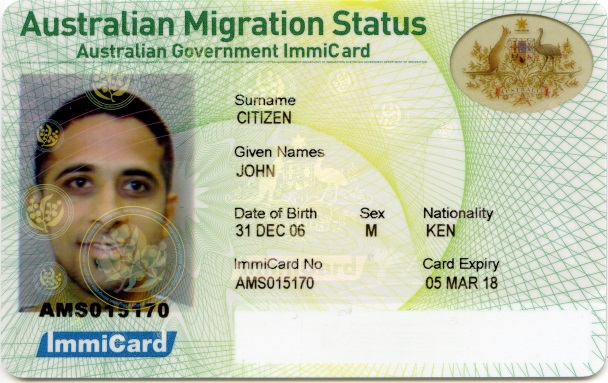 Australian Migration Status
Australian Government ImmiCard
Surname
CITIZEN
Given Names
JOHN
Date of Birth Sex Nationality
31 DEC 06 M KEN
ImmiCard No Card Expiry
AMS015170 05 MAR 18
AMS015170
ImmiCard